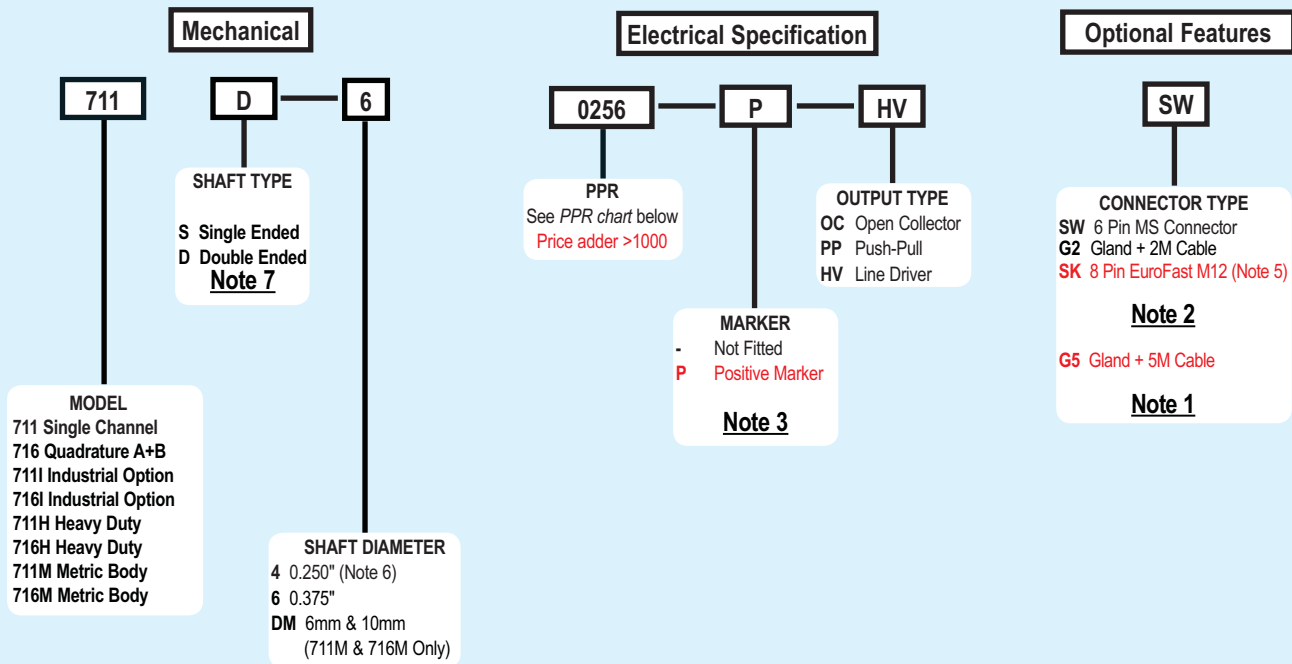 Mechanical
Electrical Specification
Optional Features
711
D
6
0256
P
HV
SW
SHAFT TYPE
S Single Ended
D Double Ended
Note 7
PPR
See PPR chart below
Price adder >1000
OUTPUT TYPE
OC Open Collector
PP Push-Pull
HV Line Driver
CONNECTOR TYPE
SW 6 Pin MS Connector
G2 Gland + 2M Cable
SK 8 Pin EuroFast M12 (Note 5)
Note 2
G5 Gland + 5M Cable
Note 1
MARKER
- Not Fitted
P Positive Marker
Note 3
MODEL
711 Single Channel
716 Quadrature A+B
711I Industrial Option
716I Industrial Option
711H Heavy Duty
716H Heavy Duty
711M Metric Body
716M Metric Body
SHAFT DIAMETER
4 0.250" (Note 6)
6 0.375"
DM 6mm & 10mm
(711M & 716M Only)